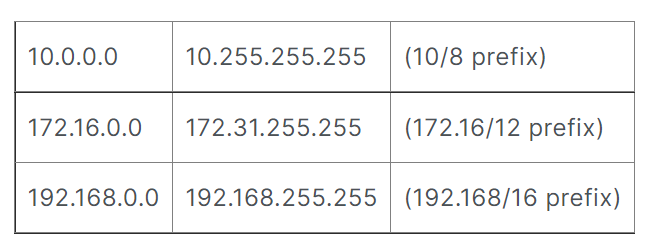 10.0.0.0 10.255.255.255 (10/8 prefix)
172.16.0.0 172.31.255.255 (172.16/12 prefix)
192.168.0.0 192.168.255.255 (192.168/16 prefix)